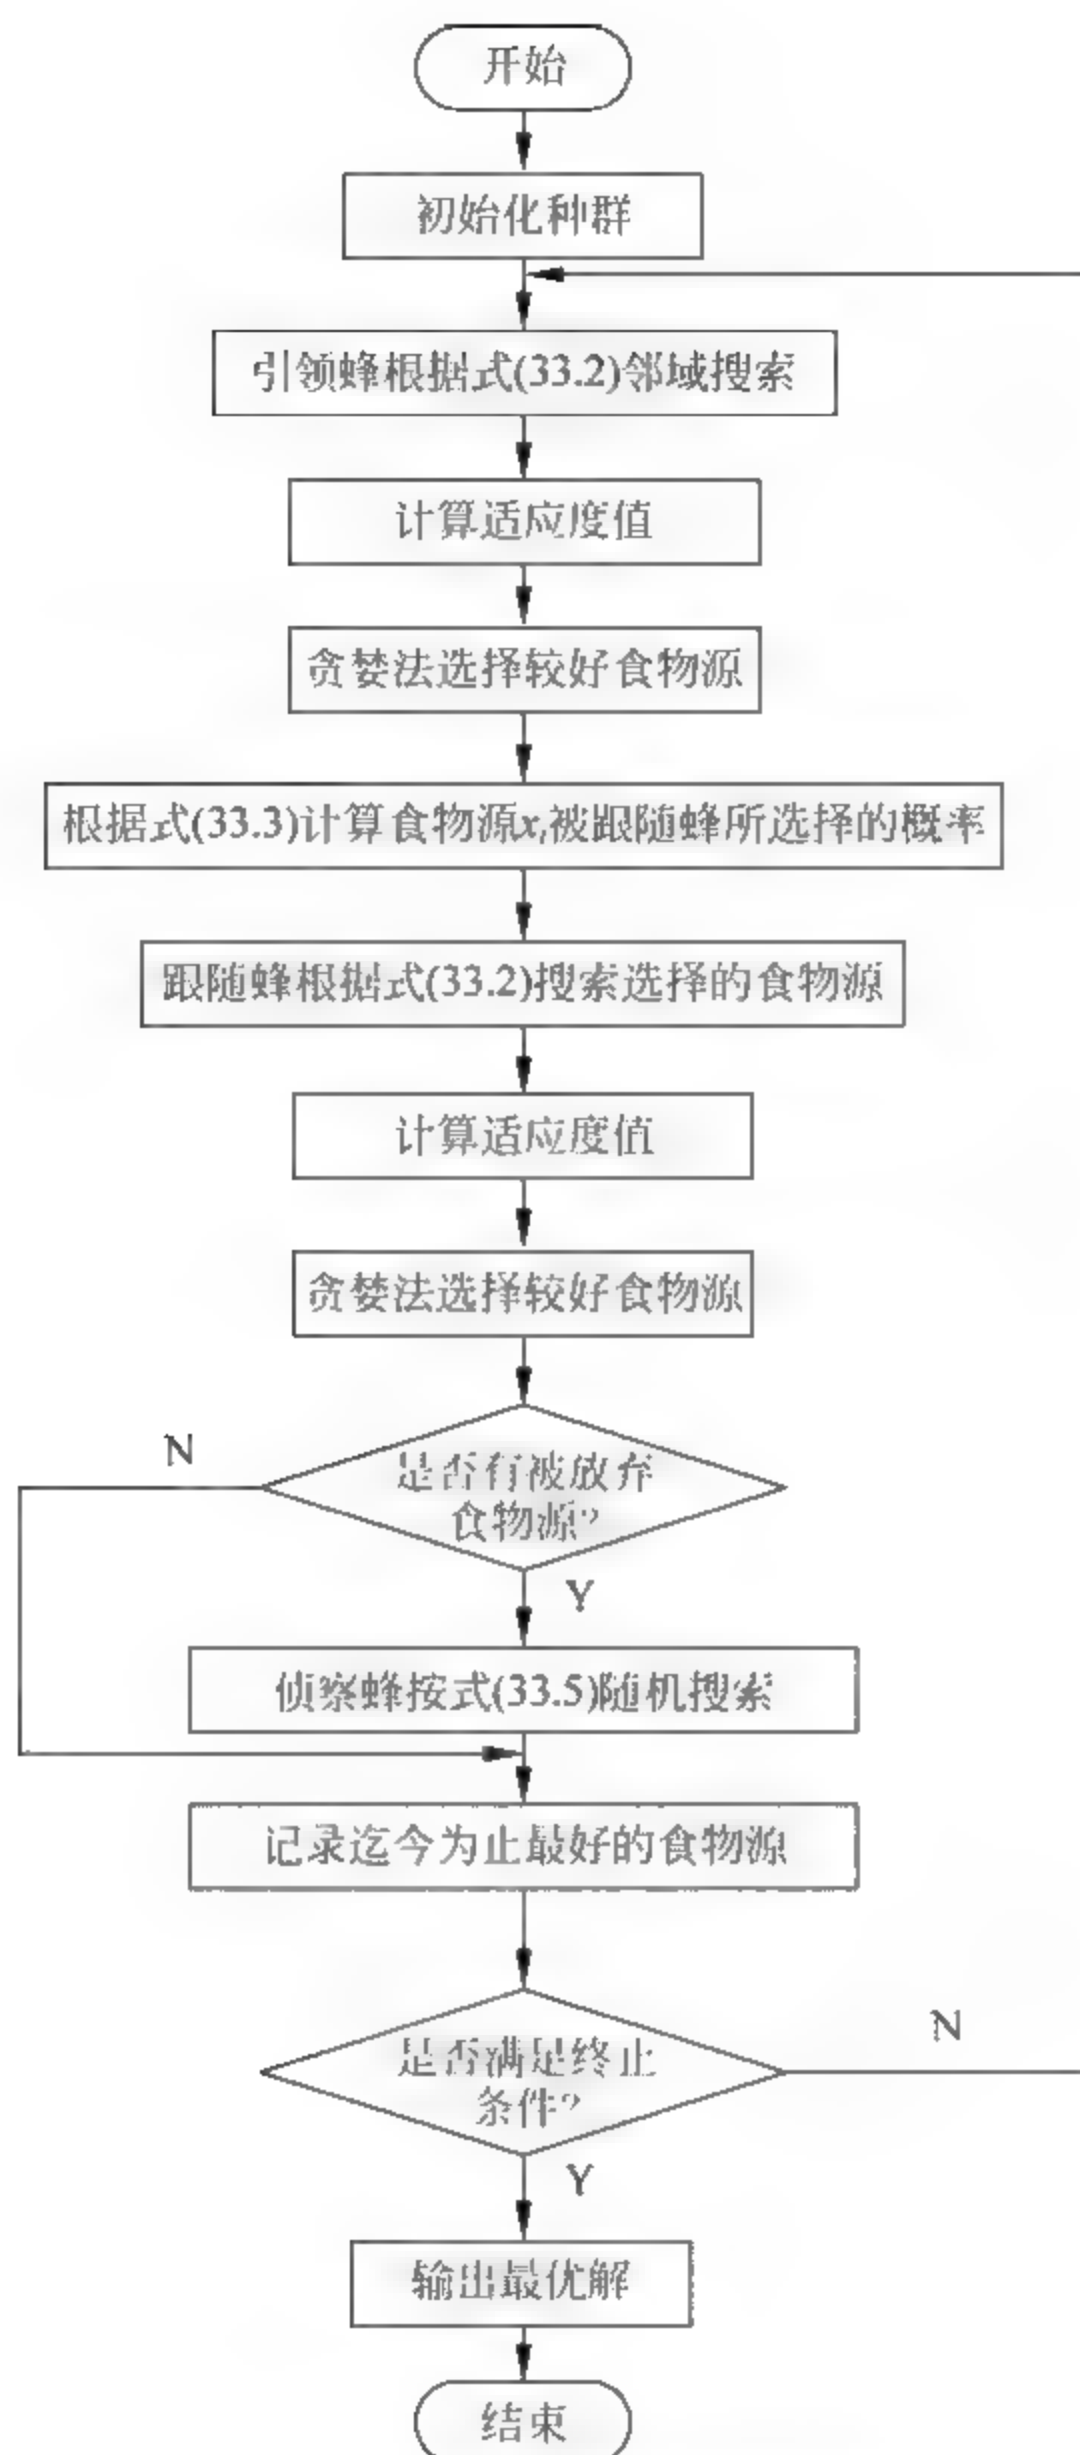 开始
初始化种群
引领蜂根据式(33.2)邻域搜索
计算适应度值
贪婪法选择较好食物源
根据式(33.3)计算食物源xi被跟随蜂所选择的概率
跟随蜂根据式(33.2)搜索选择的食物源
计算适应度值
贪婪法选择较好食物源
N
是否有被放弃
食物源?
Y
侦察蜂按式(33.5)随机搜索
记录迄今为止最好的食物源
N
是否满足终止
条件?
Y
输出最优解
结束